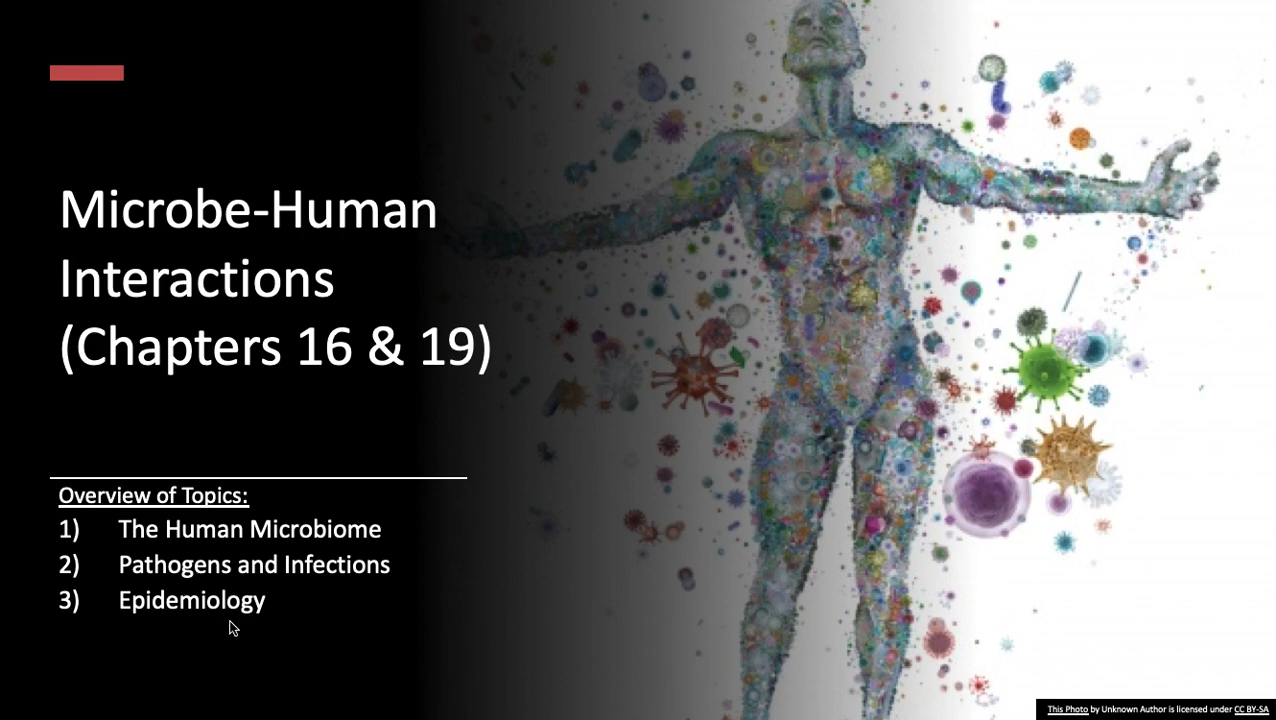 Microbe-Human
Interactions
(Chapters 16 & 19)
Overview of Topics:
1) The Human Microbiome
2) Pathogens and Infections
3) Epidemiology
This Photo by Unknown Author is licensed under CC BY-SA